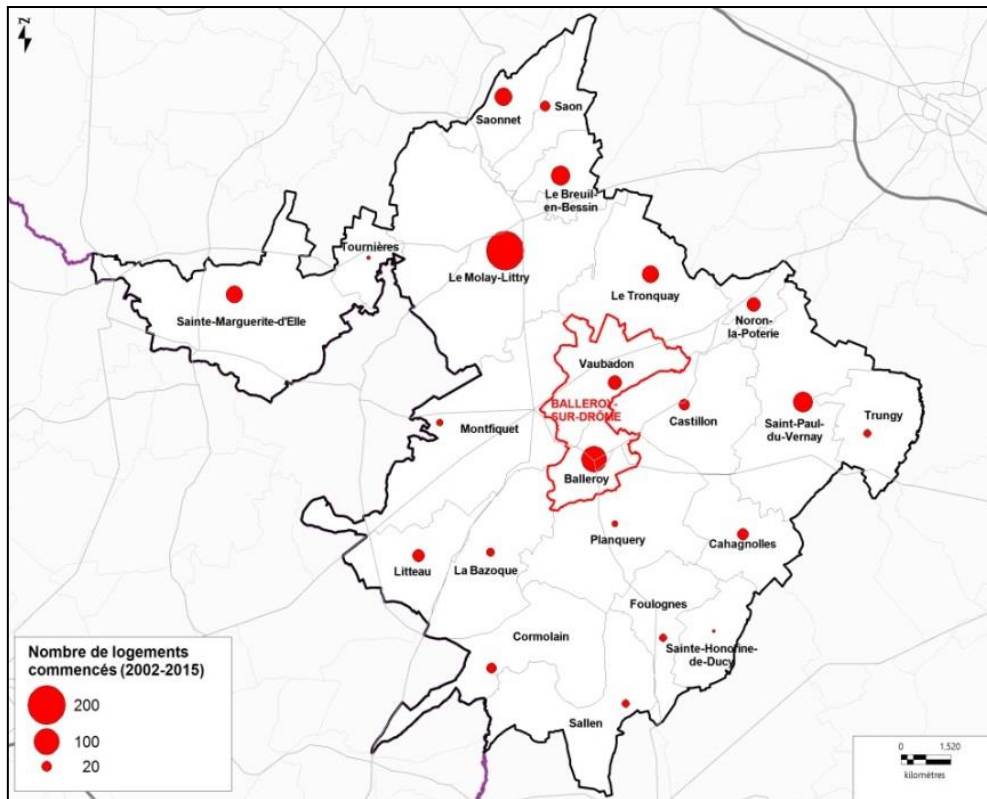 Z
Saonnet
Saon
Le Breuil-
en-Bessin
Tournières
Le Molay-Littry
Le Tronquay
Sainte-Marguerite-d'Elle
Noron-
la-Poterie
Vaubadon
BALLEROY-
SUR-DRÔME
Castillon
Saint-Paul-
du-Vernay
Trungy
Montfiquet
Balleroy
Planquery
Cahagnolles
Litteau
La Bazoque
Foulognes
Cormolain
Sainte-Honorine-
de-Ducy
Sallen
Nombre de logements
commencés (2002-2015)
200
100
20
0 1,520
kilomètres